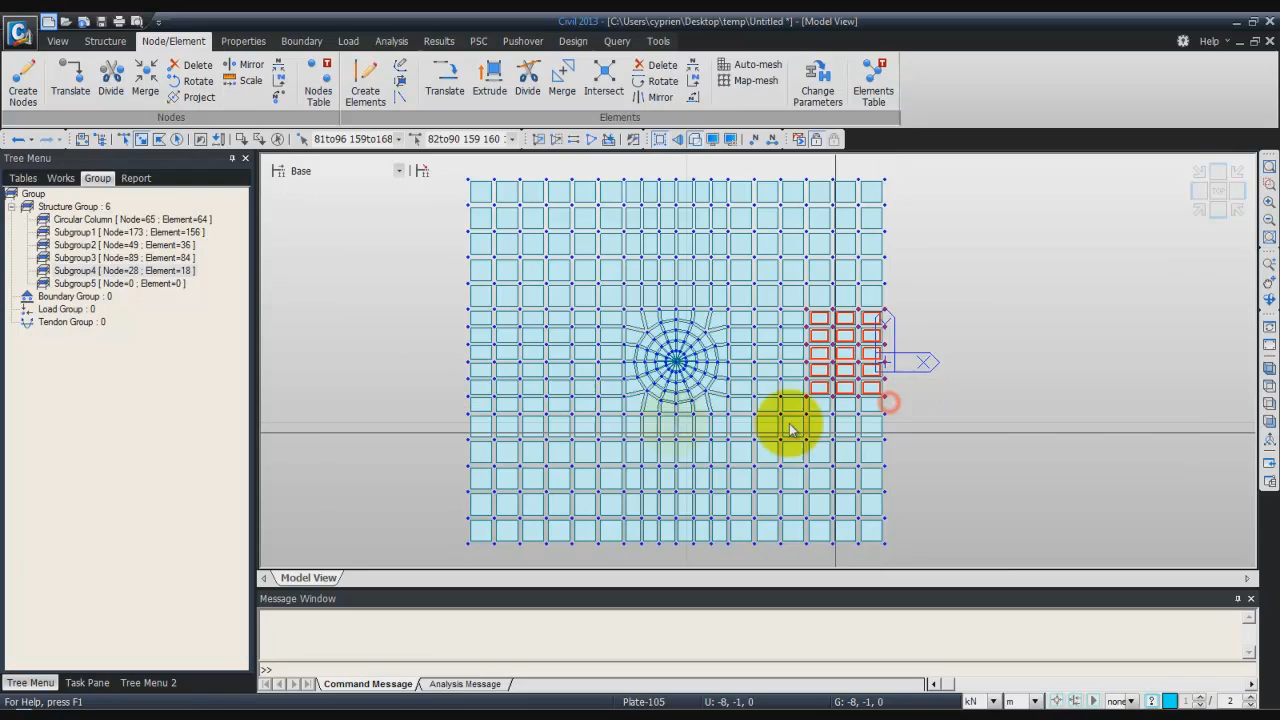 Civil 2013 - [C:\Users\cyprien\Desktop\temp\Untitled *] - [Model View]
View Structure Node/Element Properties Boundary Load Analysis Results PSC Pushover Design Query Tools Help
Create Nodes
Translate
Divide
Merge
Delete
Rotate
Project
Mirror
Scale
Nodes Table
Create Elements
Translate
Extrude
Divide
Merge
Intersect
Delete
Rotate
Mirror
Auto-mesh
Map-mesh
Change Parameters
Elements Table
Nodes
Elements
81to96 159to168
82to90 159 160
Tree Menu
Tables Works Group Report
Base
TOP
Group
Structure Group : 6
Circular Column [ Node=65 ; Element=64 ]
Subgroup1 [ Node=173 ; Element=156 ]
Subgroup2 [ Node=49 ; Element=36 ]
Subgroup3 [ Node=89 ; Element=84 ]
Subgroup4 [ Node=28 ; Element=18 ]
Subgroup5 [ Node=0 ; Element=0 ]
Boundary Group : 0
Load Group : 0
Tendon Group : 0
Model View
Message Window
>>
Tree Menu Task Pane Tree Menu 2
Command Message Analysis Message
For Help, press F1
Plate-105
U: -8, -1, 0
G: -8, -1, 0
kN
m
1 / 2